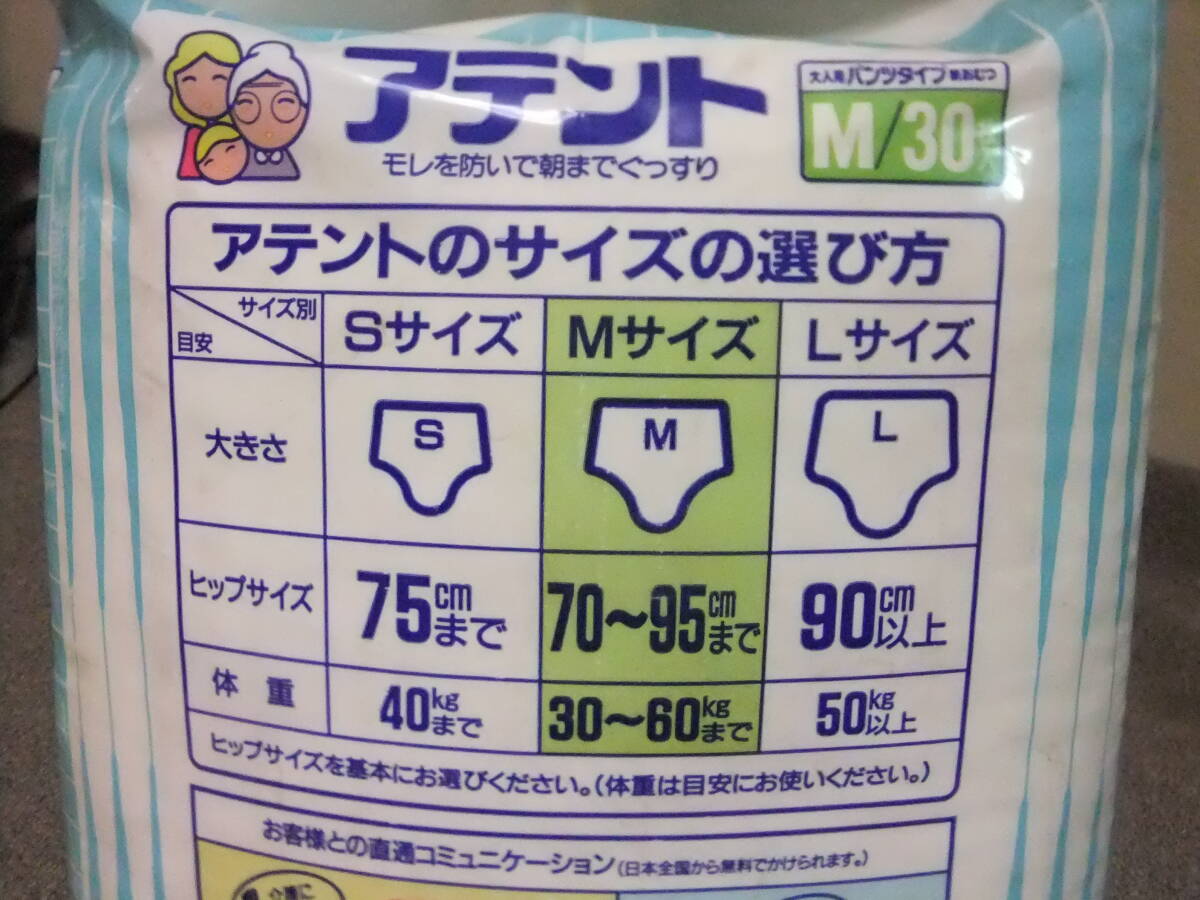 アテント
モレを防いで朝までぐっすり
大人用パンツタイプ紙おむつ
M/30
アテントのサイズの選び方
サイズ別
目安
Sサイズ
Mサイズ
Lサイズ
大きさ
S
M
L
ヒップサイズ
75cmまで
70〜95cmまで
90cm以上
体重
40kgまで
30〜60kgまで
50kg以上
ヒップサイズを基本にお選びください。(体重は目安にお使いください。)
お客様との直通コミュニケーション(日本全国から無料でかけられます。)
介護に